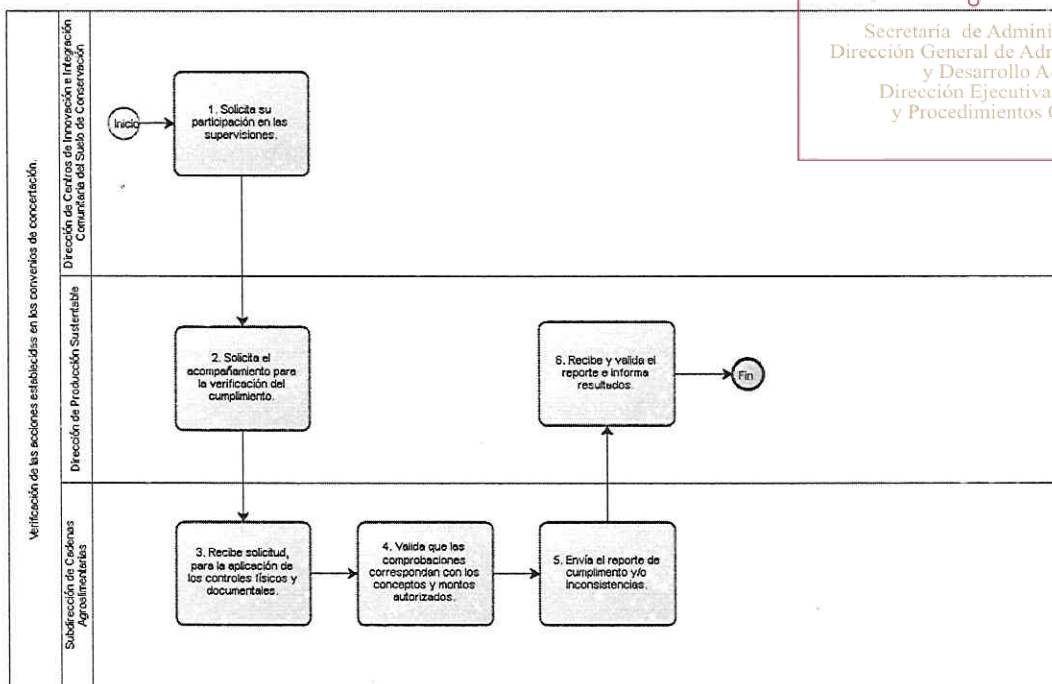 Secretaría de Admini
Dirección General de Adm
y Desarrollo A
Dirección Ejecutiva
y Procedimientos
Verificación de las acciones establecidas en los convenios de concertación.
Dirección de Centros de Innovación e Integración
Comunitaria del Suelo de Conservación
Inicio
1. Solicita su
participación en las
supervisiones.
Dirección de Producción Sustentable
2. Solicita el
acompañamiento para
la verificación del
cumplimiento.
6. Recibe y valida el
reporte e informa
resultados.
Fin
Subdirección de Cadenas
Agroalimentarias
3. Recibe solicitud,
para la aplicación de
los controles físicos y
documentales.
4. Valida que las
comprobaciones
correspondan con los
conceptos y montos
autorizados.
5. Envía el reporte de
cumplimento y/o
inconsistencias.